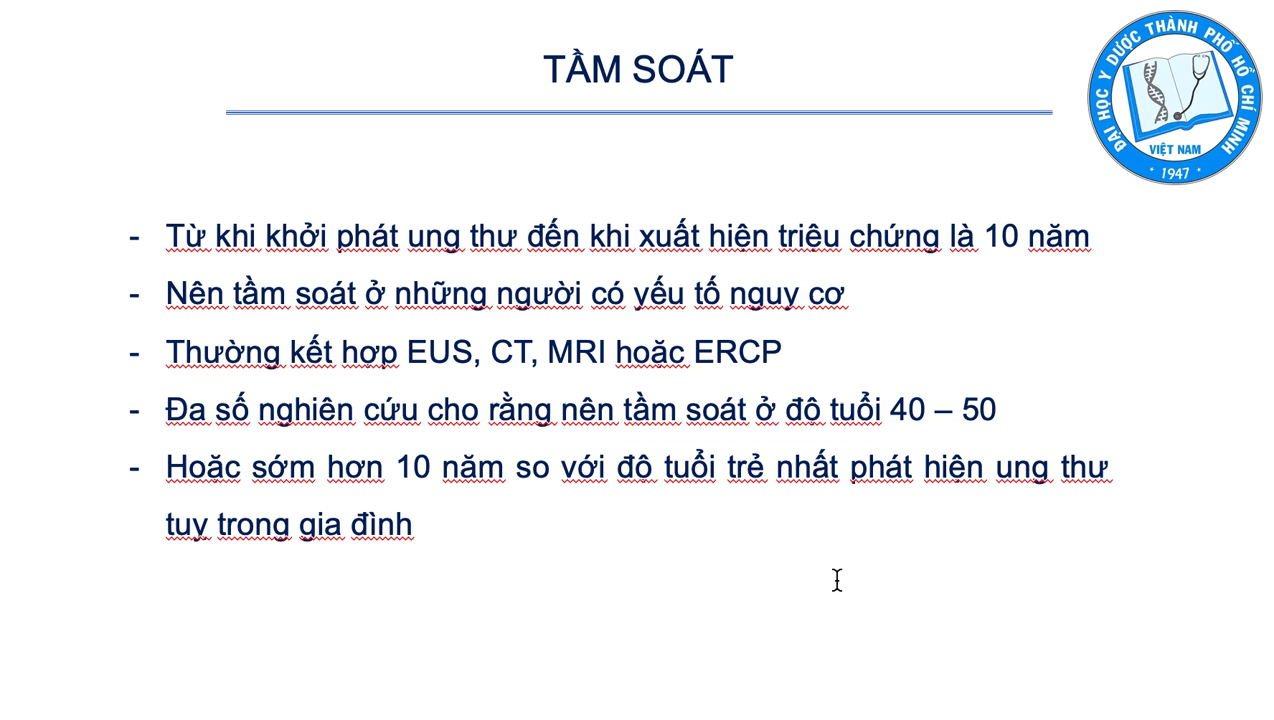 TẦM SOÁT
ĐẠI HỌC Y DƯỢC THÀNH PHỐ HỒ CHÍ MINH
VIỆT NAM
* 1947 *
- Từ khi khởi phát ung thư đến khi xuất hiện triệu chứng là 10 năm
- Nên tầm soát ở những người có yếu tố nguy cơ
- Thường kết hợp EUS, CT, MRI hoặc ERCP
- Đa số nghiên cứu cho rằng nên tầm soát ở độ tuổi 40 – 50
- Hoặc sớm hơn 10 năm so với độ tuổi trẻ nhất phát hiện ung thư
tuy trong gia đình